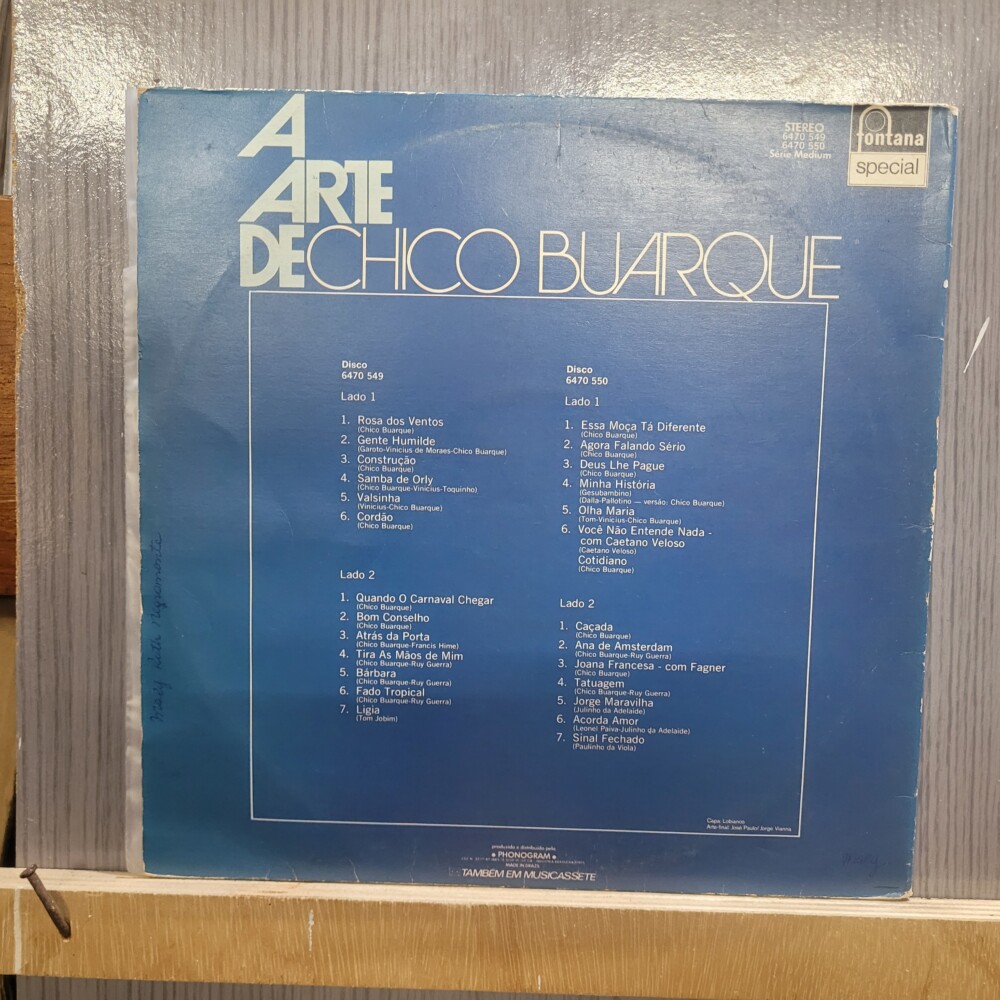 A
ARTE
DE CHICO BUARQUE
STEREO
6470 549
6470 550
Série Medium
fontana
special
Disco
6470 549
Lado 1
1. Rosa dos Ventos
(Chico Buarque)
2. Gente Humilde
(Garoto-Vinicius de Moraes-Chico Buarque)
3. Construção
(Chico Buarque)
4. Samba de Orly
(Chico Buarque-Vinicius-Toquinho)
5. Valsinha
(Vinicius-Chico Buarque)
6. Cordão
(Chico Buarque)
Lado 2
1. Quando O Carnaval Chegar
(Chico Buarque)
2. Bom Conselho
(Chico Buarque)
3. Atrás da Porta
(Chico Buarque-Francis Hime)
4. Tira As Mãos de Mim
(Chico Buarque-Ruy Guerra)
5. Bárbara
(Chico Buarque-Ruy Guerra)
6. Fado Tropical
(Chico Buarque-Ruy Guerra)
7. Ligia
(Tom Jobim)
Disco
6470 550
Lado 1
1. Essa Moça Tá Diferente
(Chico Buarque)
2. Agora Falando Sério
(Chico Buarque)
3. Deus Lhe Pague
(Chico Buarque)
4. Minha História
(Gesubambino)
(Dalla-Pallotino — versão: Chico Buarque)
5. Olha Maria
(Tom-Vinicius-Chico Buarque)
6. Você Não Entende Nada -
com Caetano Veloso
(Caetano Veloso)
Cotidiano
(Chico Buarque)
Lado 2
1. Caçada
(Chico Buarque)
2. Ana de Amsterdam
(Chico Buarque-Ruy Guerra)
3. Joana Francesa - com Fagner
(Chico Buarque)
4. Tatuagem
(Chico Buarque-Ruy Guerra)
5. Jorge Maravilha
(Julinho da Adelaide)
6. Acorda Amor
(Leonel Paiva-Julinho da Adelaide)
7. Sinal Fechado
(Paulinho da Viola)
Capa: Lobianco
Arte-final: José Paulo/Jorge Vianna
produzido e distribuído pela
PHONOGRAM
MADE IN BRAZIL
TAMBÉM EM MUSICASSETE